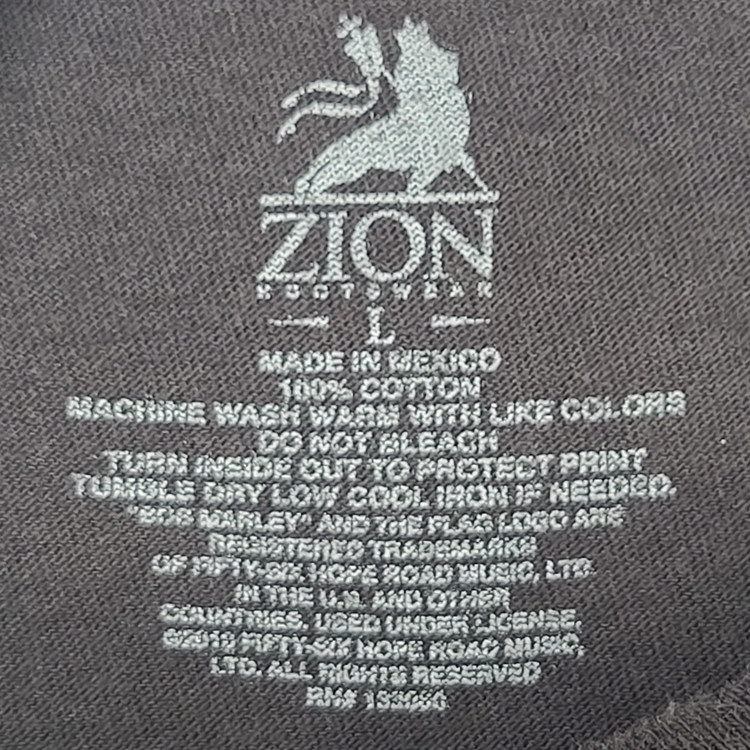 ZION
ROOTSWEAR
L
MADE IN MEXICO
100% COTTON
MACHINE WASH WARM WITH LIKE COLORS
DO NOT BLEACH
TURN INSIDE OUT TO PROTECT PRINT
TUMBLE DRY LOW COOL IRON IF NEEDED.
"BOB MARLEY" AND THE FLAG LOGO ARE
REGISTERED TRADEMARKS
OF FIFTY-SIX HOPE ROAD MUSIC, LTD.
IN THE U.S. AND OTHER
COUNTRIES. USED UNDER LICENSE.
FIFTY-SIX HOPE ROAD MUSIC,
LTD. ALL RIGHTS RESERVED
RN#